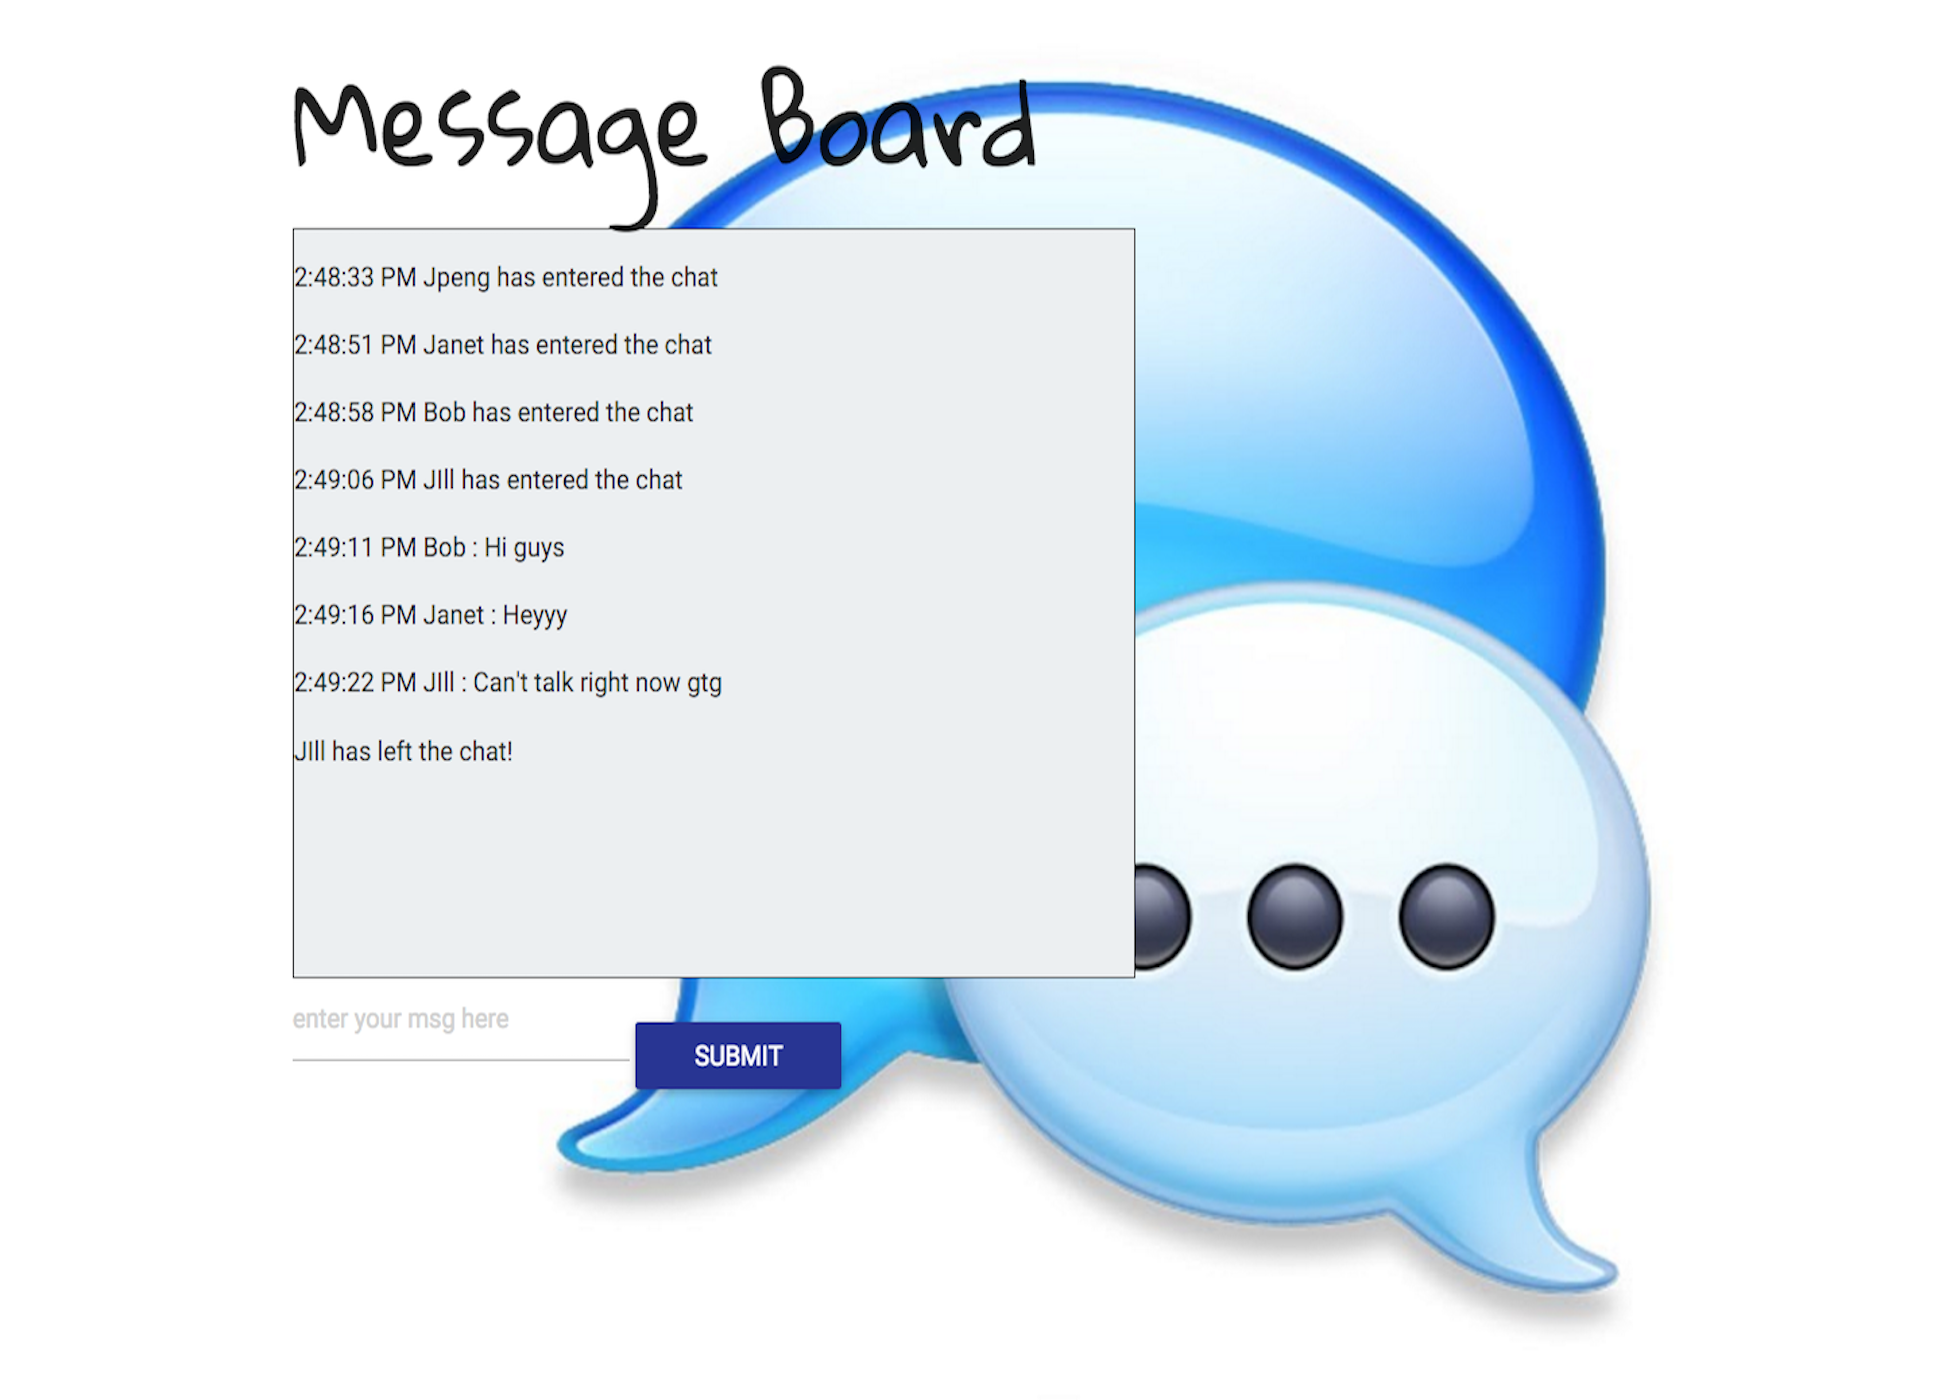 Message Board
2:48:33 PM Jpeng has entered the chat
2:48:51 PM Janet has entered the chat
2:48:58 PM Bob has entered the chat
2:49:06 PM JIll has entered the chat
2:49:11 PM Bob : Hi guys
2:49:16 PM Janet : Heyyy
2:49:22 PM JIll : Can't talk right now gtg
JIll has left the chat!
enter your msg here
SUBMIT